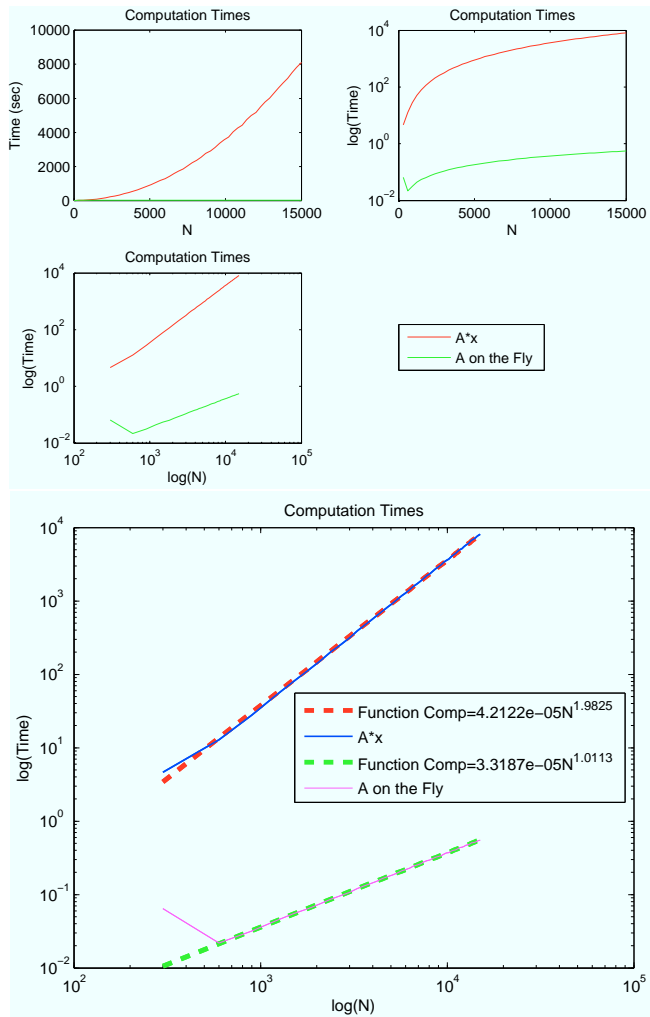 Computation Times
10000
8000
6000
4000
2000
0
Time (sec)
0 5000 10000 15000
N
Computation Times
10^4
10^2
10^0
10^−2
log(Time)
0 5000 10000 15000
N
Computation Times
10^4
10^2
10^0
10^−2
log(Time)
10^2 10^3 10^4 10^5
log(N)
A*x
A on the Fly
Computation Times
10^4
10^3
10^2
10^1
10^0
10^−1
10^−2
log(Time)
Function Comp=4.2122e−05N^1.9825
A*x
Function Comp=3.3187e−05N^1.0113
A on the Fly
10^2 10^3 10^4 10^5
log(N)